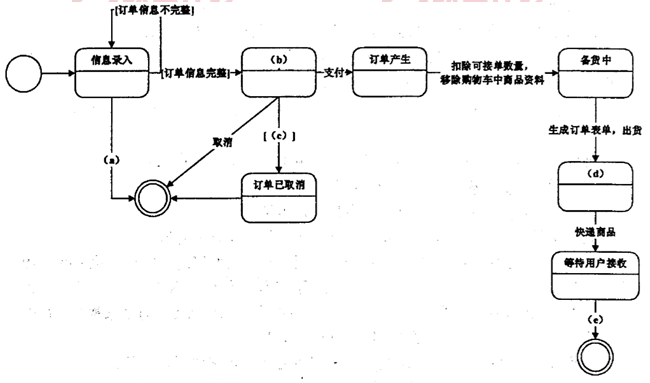 [订单信息不完整]
信息录入
[订单信息完整]
（b）
支付
订单产生
扣除可接单数量，
移除购物车中商品资料
备货中
（a）
取消
[（c）]
订单已取消
生成订单表单，出货
（d）
快递商品
等待用户接收
（e）